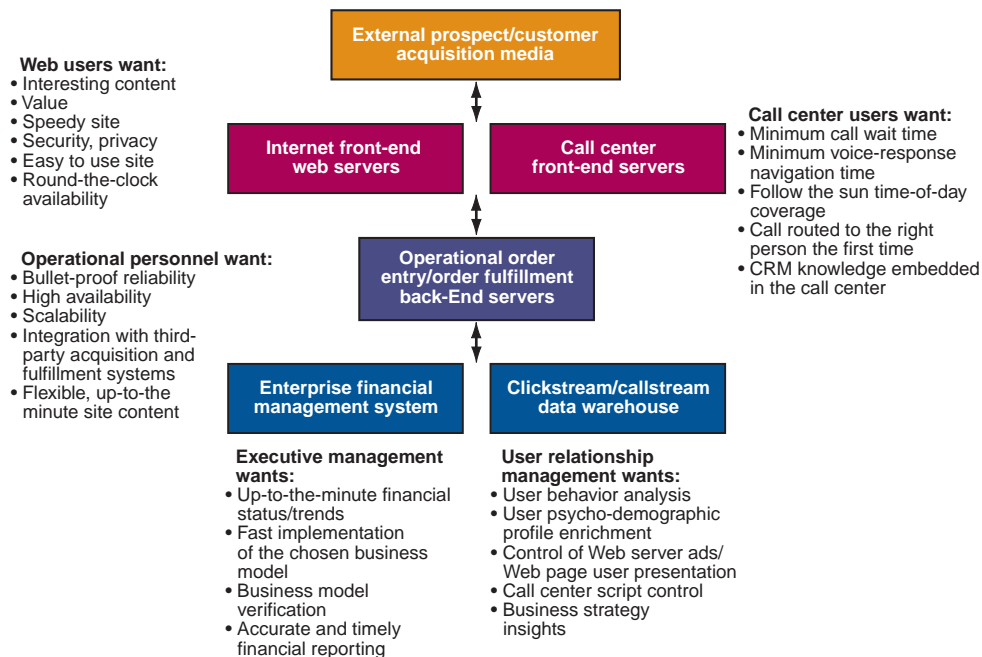 External prospect/customer
acquisition media
Web users want:
• Interesting content
• Value
• Speedy site
• Security, privacy
• Easy to use site
• Round-the-clock
availability
Internet front-end
web servers
Call center
front-end servers
Call center users want:
• Minimum call wait time
• Minimum voice-response
navigation time
• Follow the sun time-of-day
coverage
• Call routed to the right
person the first time
• CRM knowledge embedded
in the call center
Operational personnel want:
• Bullet-proof reliability
• High availability
• Scalability
• Integration with third-
party acquisition and
fulfillment systems
• Flexible, up-to-the
minute site content
Operational order
entry/order fulfillment
back-End servers
Enterprise financial
management system
Clickstream/callstream
data warehouse
Executive management
wants:
• Up-to-the-minute financial
status/trends
• Fast implementation
of the chosen business
model
• Business model
verification
• Accurate and timely
financial reporting
User relationship
management wants:
• User behavior analysis
• User psycho-demographic
profile enrichment
• Control of Web server ads/
Web page user presentation
• Call center script control
• Business strategy
insights